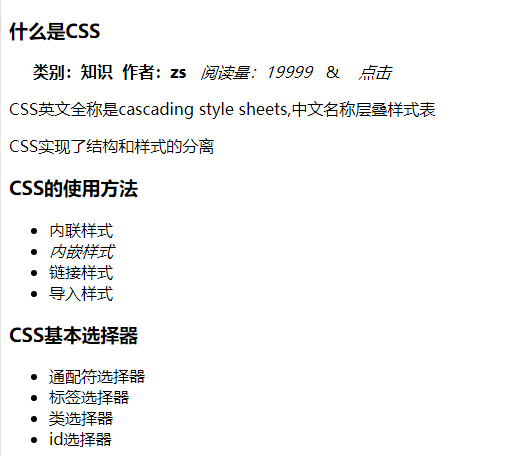 什么是CSS
类别：知识 作者：zs 阅读量：19999 & 点击
CSS英文全称是cascading style sheets,中文名称层叠样式表
CSS实现了结构和样式的分离
CSS的使用方法
内联样式
内嵌样式
链接样式
导入样式
CSS基本选择器
通配符选择器
标签选择器
类选择器
id选择器